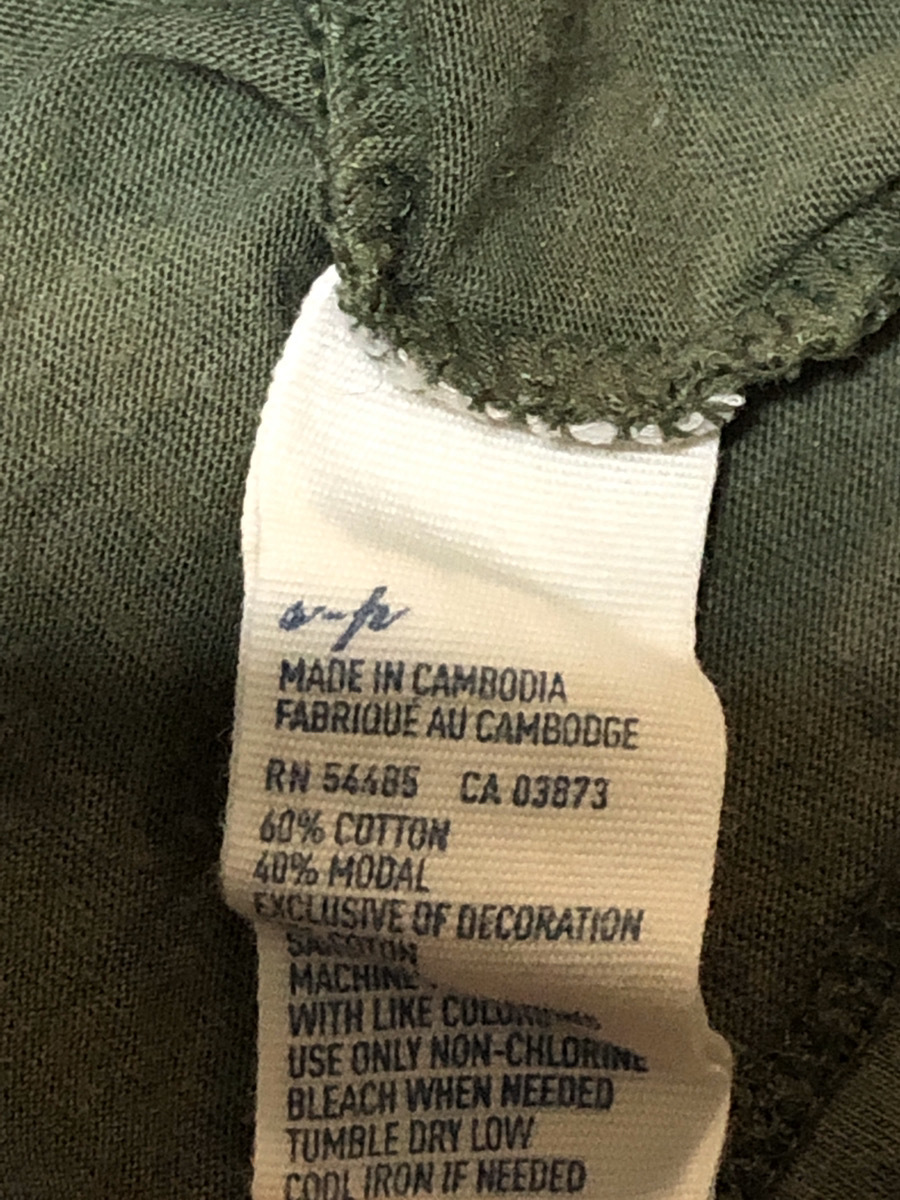 MADE IN CAMBODIA
FABRIQUÉ AU CAMBODGE
RN 54485 CA 03873
60% COTTON
40% MODAL
EXCLUSIVE OF DECORATION
MACHINE
WITH LIKE
USE ONLY NON-CHLORINE
BLEACH WHEN NEEDED
TUMBLE DRY LOW
COOL IRON IF NEEDED